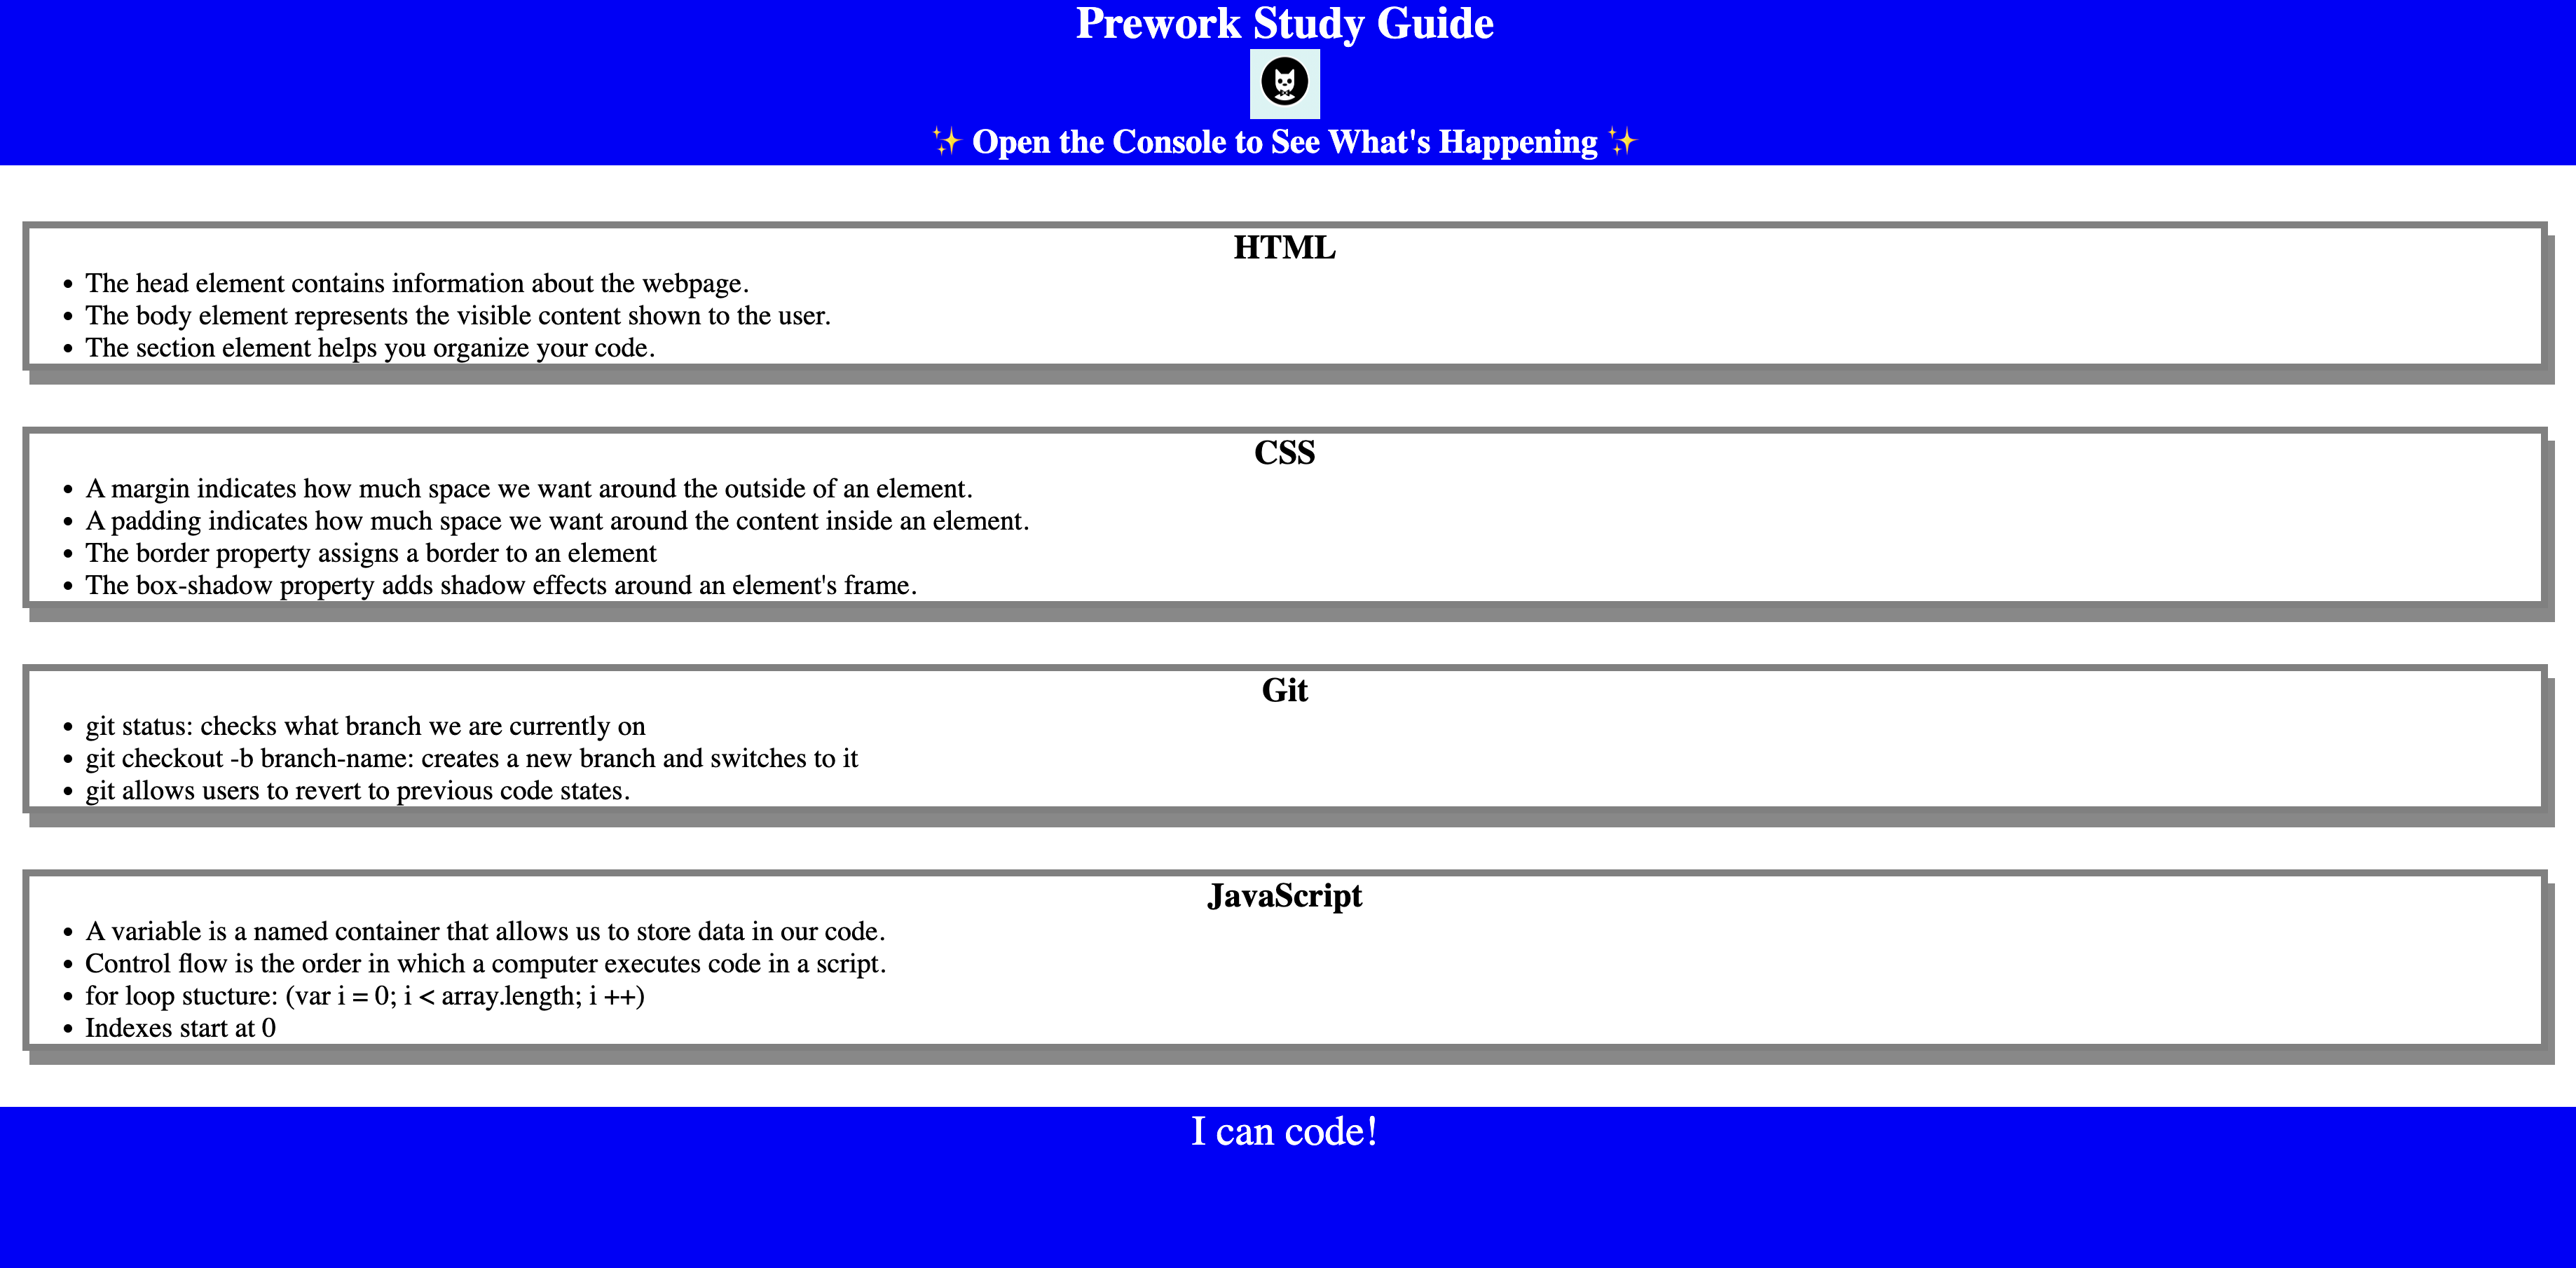 Prework Study Guide
✨ Open the Console to See What's Happening ✨
HTML
• The head element contains information about the webpage.
• The body element represents the visible content shown to the user.
• The section element helps you organize your code.
CSS
• A margin indicates how much space we want around the outside of an element.
• A padding indicates how much space we want around the content inside an element.
• The border property assigns a border to an element
• The box-shadow property adds shadow effects around an element's frame.
Git
• git status: checks what branch we are currently on
• git checkout -b branch-name: creates a new branch and switches to it
• git allows users to revert to previous code states.
JavaScript
• A variable is a named container that allows us to store data in our code.
• Control flow is the order in which a computer executes code in a script.
• for loop stucture: (var i = 0; i < array.length; i ++)
• Indexes start at 0
I can code!